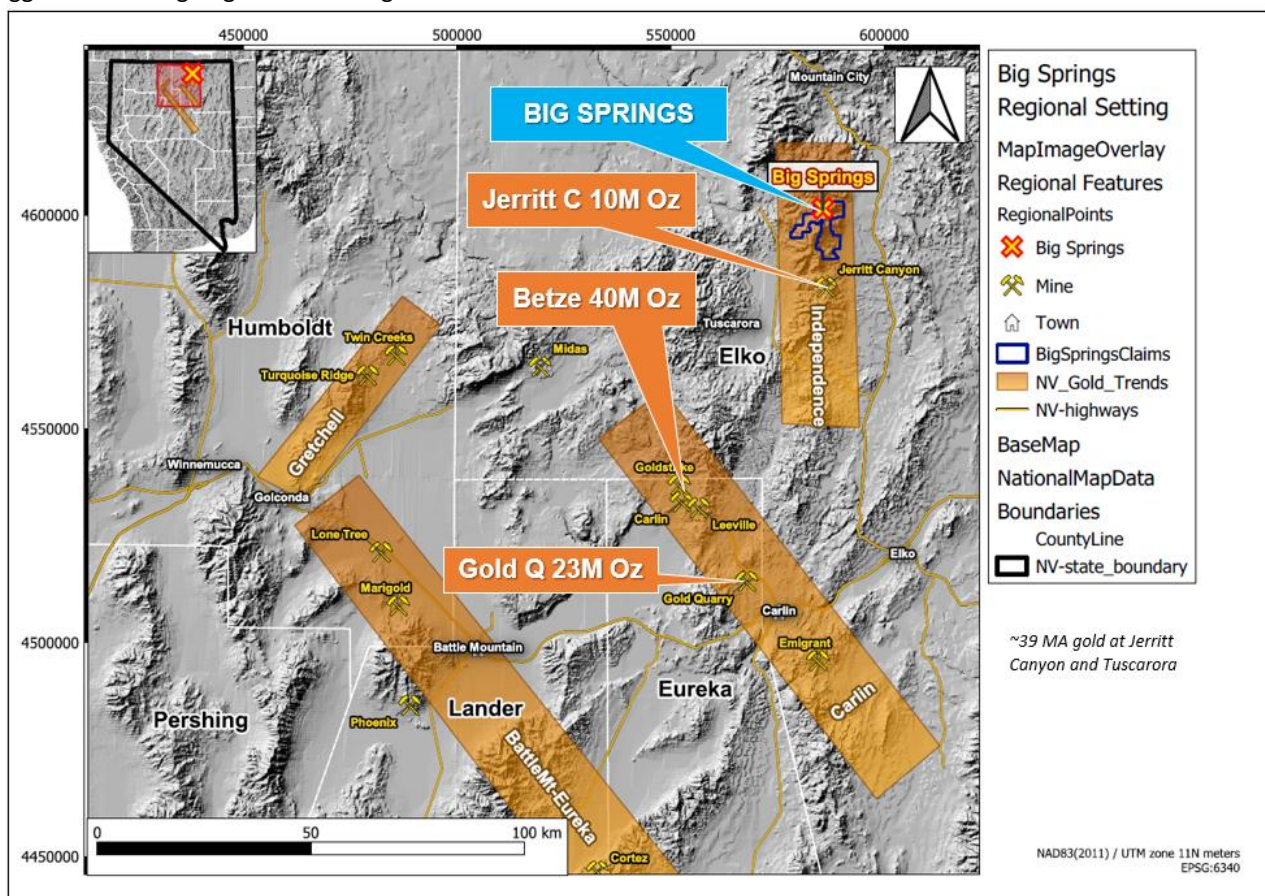 450000
500000
550000
600000
4600000
4550000
4500000
4450000
Mountain City
BIG SPRINGS
Big Springs
Jerritt C 10M Oz
Jerritt Canyon
Betze 40M Oz
Independence
Humboldt
Tuscarora
Elko
Twin Creeks
Midas
Turquoise Ridge
Gretchell
Winnemucca
Golconda
Goldstrike
Carlin
Leeville
Lone Tree
Elko
Gold Q 23M Oz
Marigold
Gold Quarry
Carlin
Battle Mountain
Emigrant
Eureka
Carlin
Pershing
Phoenix
Lander
BattleMt-Eureka
Cortez
0
50
100 km
Big Springs
Regional Setting
MapImageOverlay
Regional Features
RegionalPoints
Big Springs
Mine
Town
BigSpringsClaims
NV_Gold_Trends
NV-highways
BaseMap
NationalMapData
Boundaries
CountyLine
NV-state_boundary
~39 MA gold at Jerritt
Canyon and Tuscarora
NAD83(2011) / UTM zone 11N meters
EPSG:6340